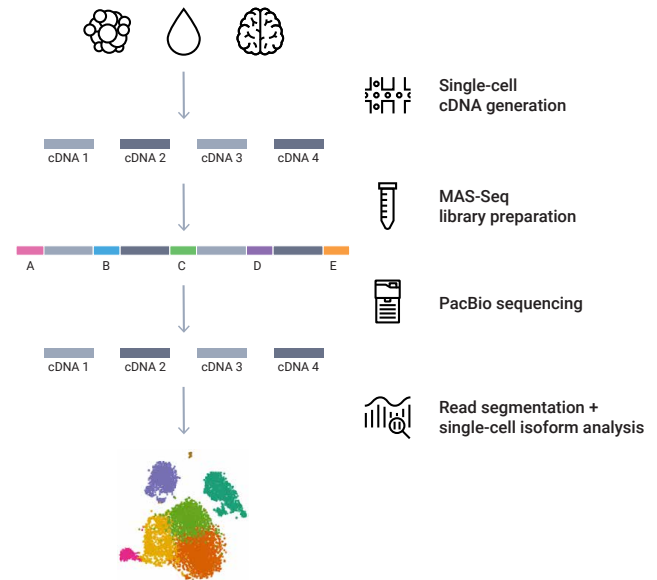 Single-cell
cDNA generation
cDNA 1 cDNA 2 cDNA 3 cDNA 4
MAS-Seq
library preparation
A B C D E
PacBio sequencing
cDNA 1 cDNA 2 cDNA 3 cDNA 4
Read segmentation +
single-cell isoform analysis